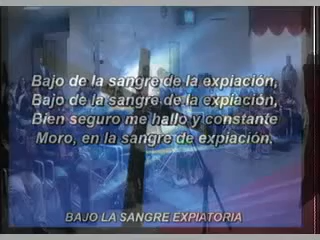 Bajo de la sangre de la expiación,
Bajo de la sangre de la expiación,
Bien seguro me hallo y constante
Moro, en la sangre de expiación.
BAJO LA SANGRE EXPIATORIA